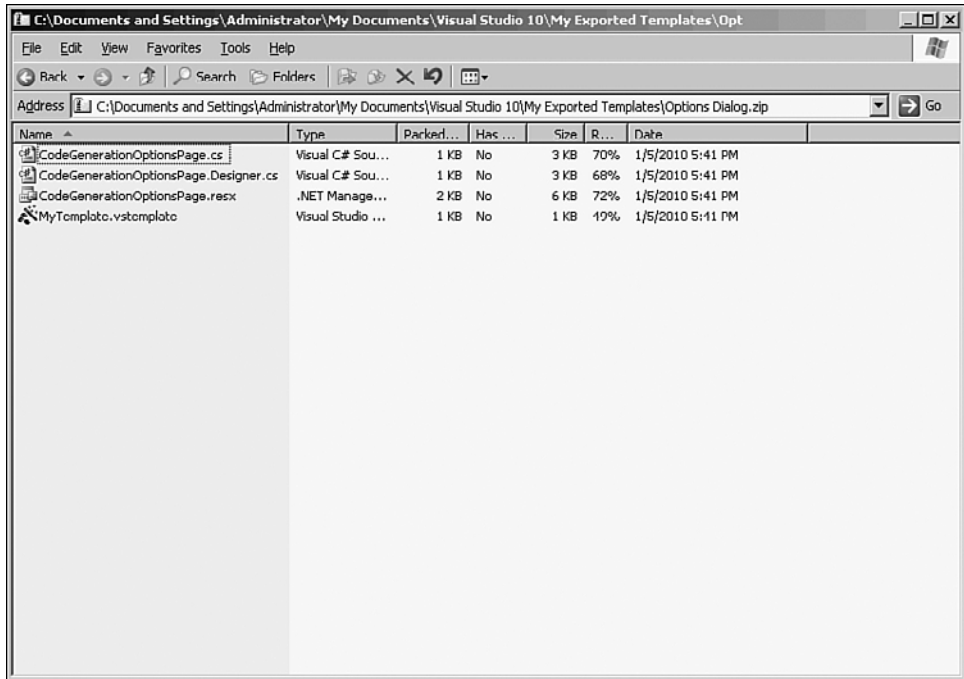 C:\Documents and Settings\Administrator\My Documents\Visual Studio 10\My Exported Templates\Opt
File Edit View Favorites Tools Help
Back Search Folders
Address C:\Documents and Settings\Administrator\My Documents\Visual Studio 10\My Exported Templates\Options Dialog.zip Go
Name Type Packed... Has ... Size R... Date
CodeGenerationOptionsPage.cs Visual C# Sou... 1 KB No 3 KB 70% 1/5/2010 5:41 PM
CodeGenerationOptionsPage.Designer.cs Visual C# Sou... 1 KB No 3 KB 68% 1/5/2010 5:41 PM
CodeGenerationOptionsPage.resx .NET Manage... 2 KB No 6 KB 72% 1/5/2010 5:41 PM
MyTemplate.vstemplate Visual Studio ... 1 KB No 1 KB 49% 1/5/2010 5:41 PM